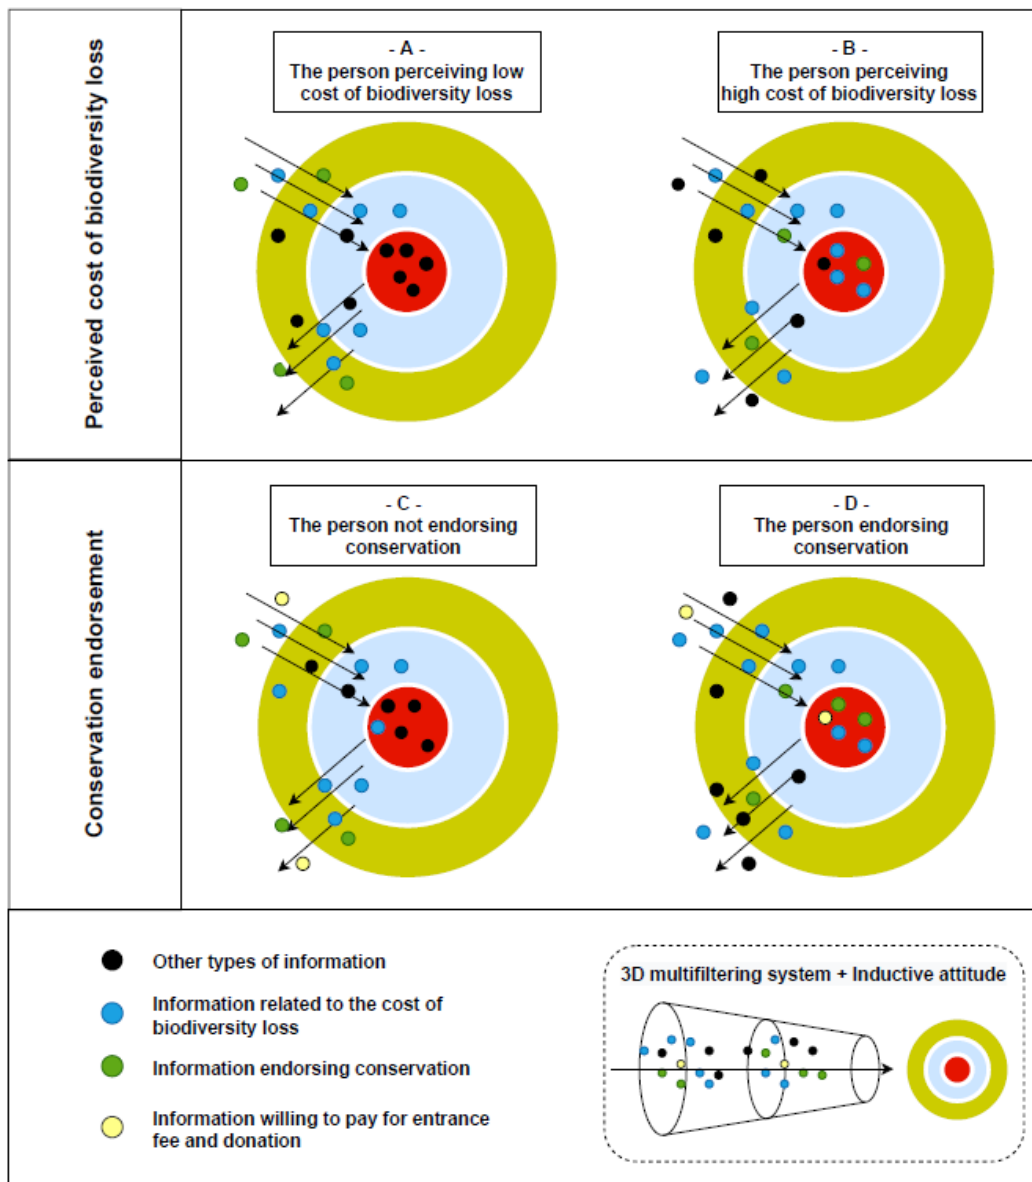 Perceived cost of biodiversity loss
- A -
The person perceiving low
cost of biodiversity loss
- B -
The person perceiving
high cost of biodiversity loss
Conservation endorsement
- C -
The person not endorsing
conservation
- D -
The person endorsing
conservation
Other types of information
Information related to the cost of
biodiversity loss
Information endorsing conservation
Information willing to pay for entrance
fee and donation
3D multifiltering system + Inductive attitude